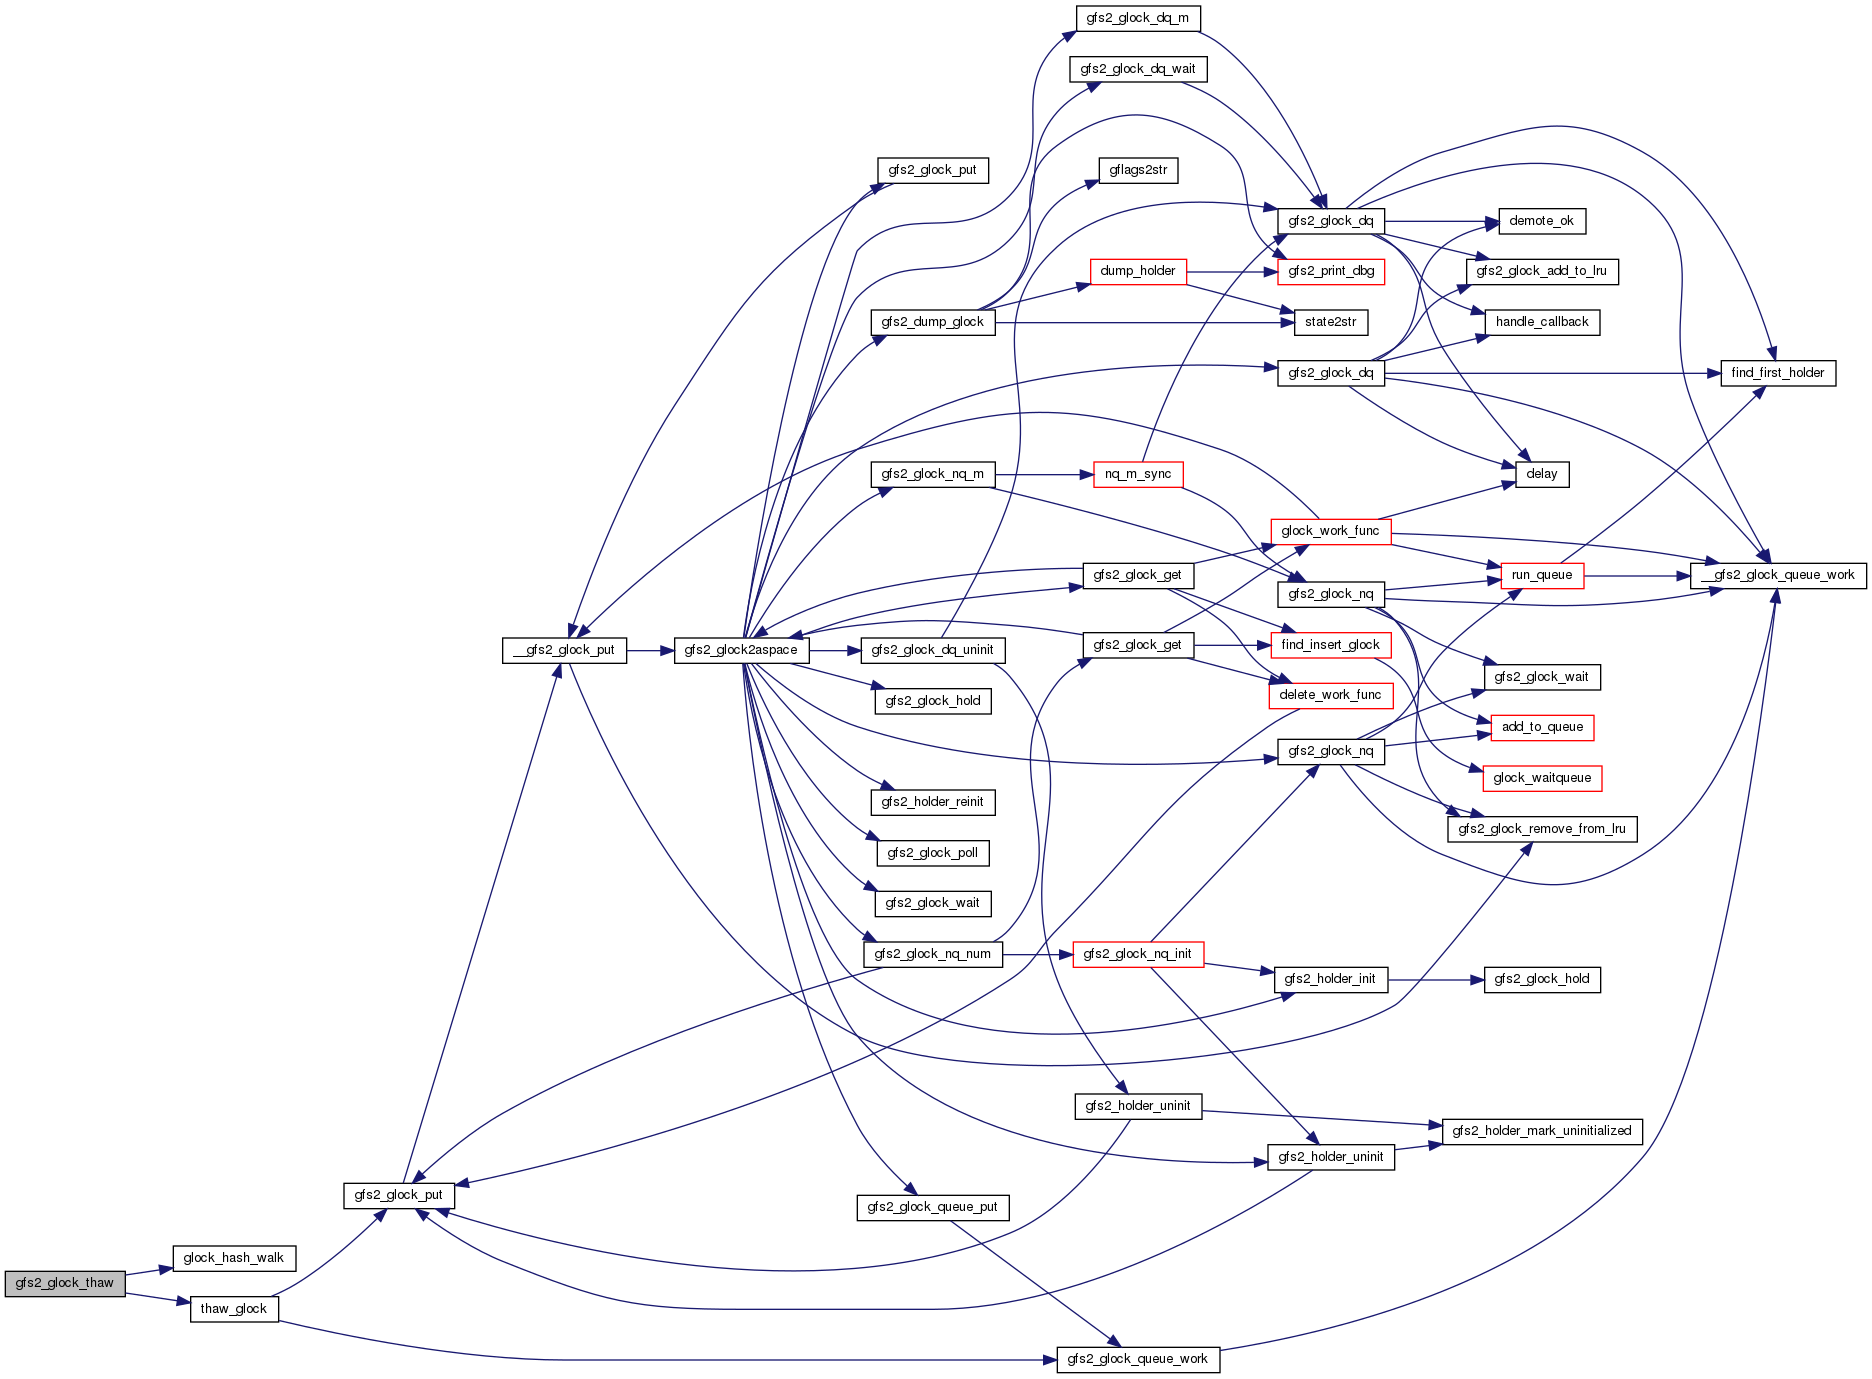 gfs2_glock_dq_m
gfs2_glock_dq_wait
gfs2_glock_put
gflags2str
gfs2_glock_dq
demote_ok
dump_holder
gfs2_print_dbg
gfs2_glock_add_to_lru
gfs2_dump_glock
state2str
handle_callback
gfs2_glock_dq
find_first_holder
gfs2_glock_nq_m
nq_m_sync
delay
glock_work_func
gfs2_glock_get
run_queue
__gfs2_glock_queue_work
gfs2_glock_nq
__gfs2_glock_put
gfs2_glock2aspace
gfs2_glock_dq_uninit
gfs2_glock_get
find_insert_glock
gfs2_glock_wait
gfs2_glock_hold
delete_work_func
add_to_queue
gfs2_glock_nq
glock_waitqueue
gfs2_holder_reinit
gfs2_glock_remove_from_lru
gfs2_glock_poll
gfs2_glock_wait
gfs2_glock_nq_num
gfs2_glock_nq_init
gfs2_holder_init
gfs2_glock_hold
gfs2_holder_uninit
gfs2_holder_mark_uninitialized
gfs2_holder_uninit
gfs2_glock_put
gfs2_glock_queue_put
glock_hash_walk
gfs2_glock_thaw
thaw_glock
gfs2_glock_queue_work